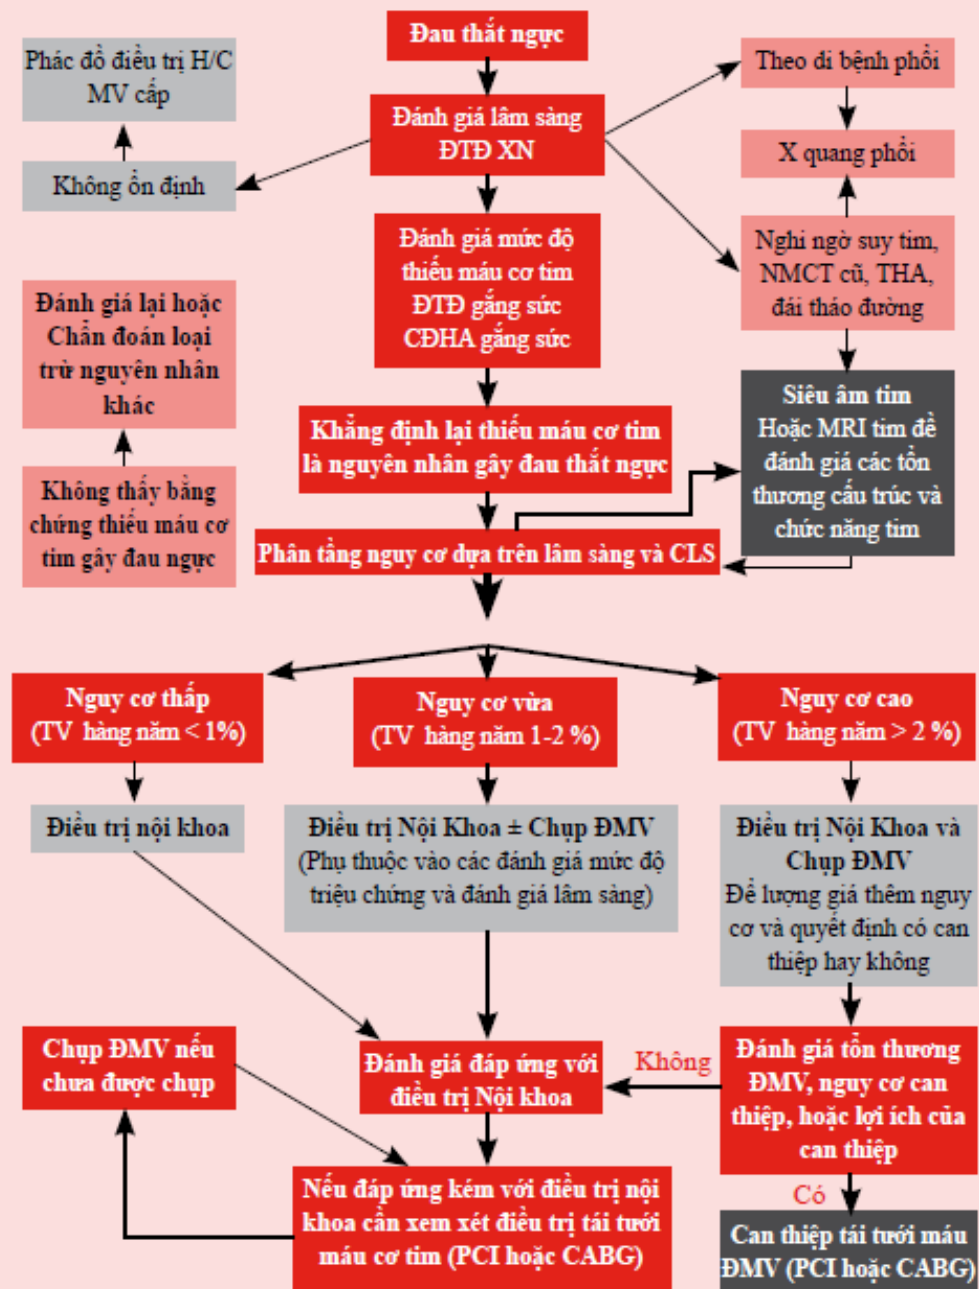 Đau thắt ngực
Phác đồ điều trị H/C
MV cấp
Đánh giá lâm sàng
ĐTĐ XN
Theo di bệnh phổi
Không ổn định
X quang phổi
Đánh giá mức độ
thiếu máu cơ tim
ĐTĐ gắng sức
CĐHA gắng sức
Nghi ngờ suy tim,
NMCT cũ, THA,
đái tháo đường
Đánh giá lại hoặc
Chẩn đoán loại
trừ nguyên nhân
khác
Khẳng định lại thiếu máu cơ tim
là nguyên nhân gây đau thắt ngực
Siêu âm tim
Hoặc MRI tim để
đánh giá các tổn
thương cấu trúc và
chức năng tim
Không thấy bằng
chứng thiếu máu cơ
tim gây đau ngực
Phân tầng nguy cơ dựa trên lâm sàng và CLS
Nguy cơ thấp
(TV hàng năm < 1%)
Nguy cơ vừa
(TV hàng năm 1-2 %)
Nguy cơ cao
(TV hàng năm > 2 %)
Điều trị nội khoa
Điều trị Nội Khoa ± Chụp ĐMV
(Phụ thuộc vào các đánh giá mức độ
triệu chứng và đánh giá lâm sàng)
Điều trị Nội Khoa và
Chụp ĐMV
Để lượng giá thêm nguy
cơ và quyết định có can
thiệp hay không
Chụp ĐMV nếu
chưa được chụp
Đánh giá đáp ứng với
điều trị Nội khoa
Không
Đánh giá tổn thương
ĐMV, nguy cơ can
thiệp, hoặc lợi ích của
can thiệp
Nếu đáp ứng kém với điều trị nội
khoa cần xem xét điều trị tái tưới
máu cơ tim (PCI hoặc CABG)
Có
Can thiệp tái tưới máu
ĐMV (PCI hoặc CABG)